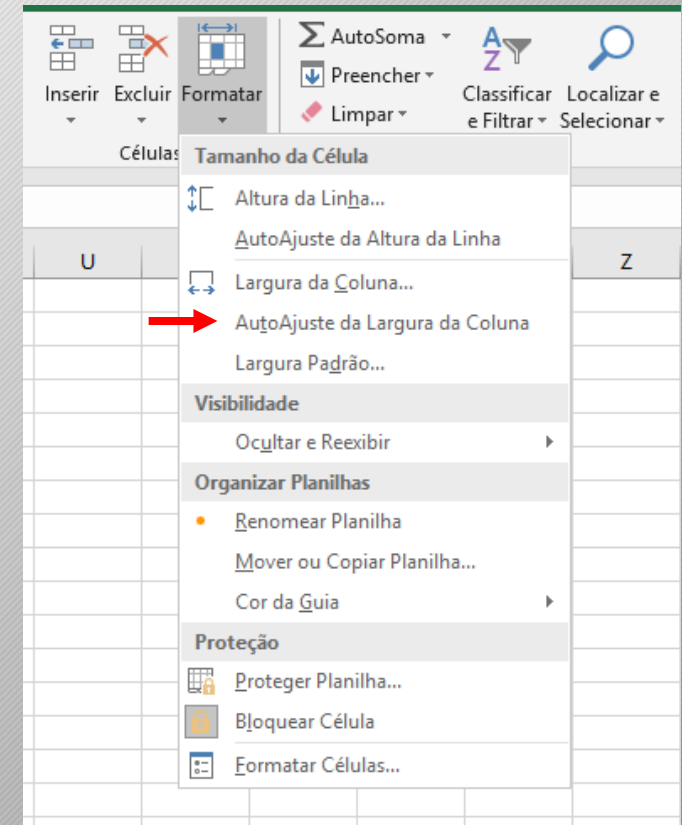 Inserir Excluir Formatar
Células
Σ AutoSoma
Preencher
Limpar
Classificar e Filtrar
Localizar e Selecionar
U
Z
Tamanho da Célula
Altura da Linha...
AutoAjuste da Altura da Linha
Largura da Coluna...
AutoAjuste da Largura da Coluna
Largura Padrão...
Visibilidade
Ocultar e Reexibir
Organizar Planilhas
Renomear Planilha
Mover ou Copiar Planilha...
Cor da Guia
Proteção
Proteger Planilha...
Bloquear Célula
Formatar Células...